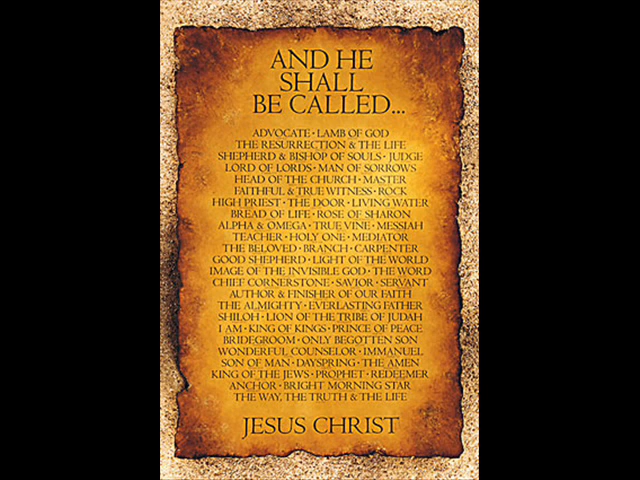 AND HE
SHALL
BE CALLED...
ADVOCATE · LAMB OF GOD
THE RESURRECTION & THE LIFE
SHEPHERD & BISHOP OF SOULS · JUDGE
LORD OF LORDS · MAN OF SORROWS
HEAD OF THE CHURCH · MASTER
FAITHFUL & TRUE WITNESS · ROCK
HIGH PRIEST · THE DOOR · LIVING WATER
BREAD OF LIFE · ROSE OF SHARON
ALPHA & OMEGA · TRUE VINE · MESSIAH
TEACHER · HOLY ONE · MEDIATOR
THE BELOVED · BRANCH · CARPENTER
GOOD SHEPHERD · LIGHT OF THE WORLD
IMAGE OF THE INVISIBLE GOD · THE WORD
CHIEF CORNERSTONE · SAVIOR · SERVANT
AUTHOR & FINISHER OF OUR FAITH
THE ALMIGHTY · EVERLASTING FATHER
SHILOH · LION OF THE TRIBE OF JUDAH
I AM · KING OF KINGS · PRINCE OF PEACE
BRIDEGROOM · ONLY BEGOTTEN SON
WONDERFUL COUNSELOR · IMMANUEL
SON OF MAN · DAYSPRING · THE AMEN
KING OF THE JEWS · PROPHET · REDEEMER
ANCHOR · BRIGHT MORNING STAR
THE WAY, THE TRUTH & THE LIFE
JESUS CHRIST